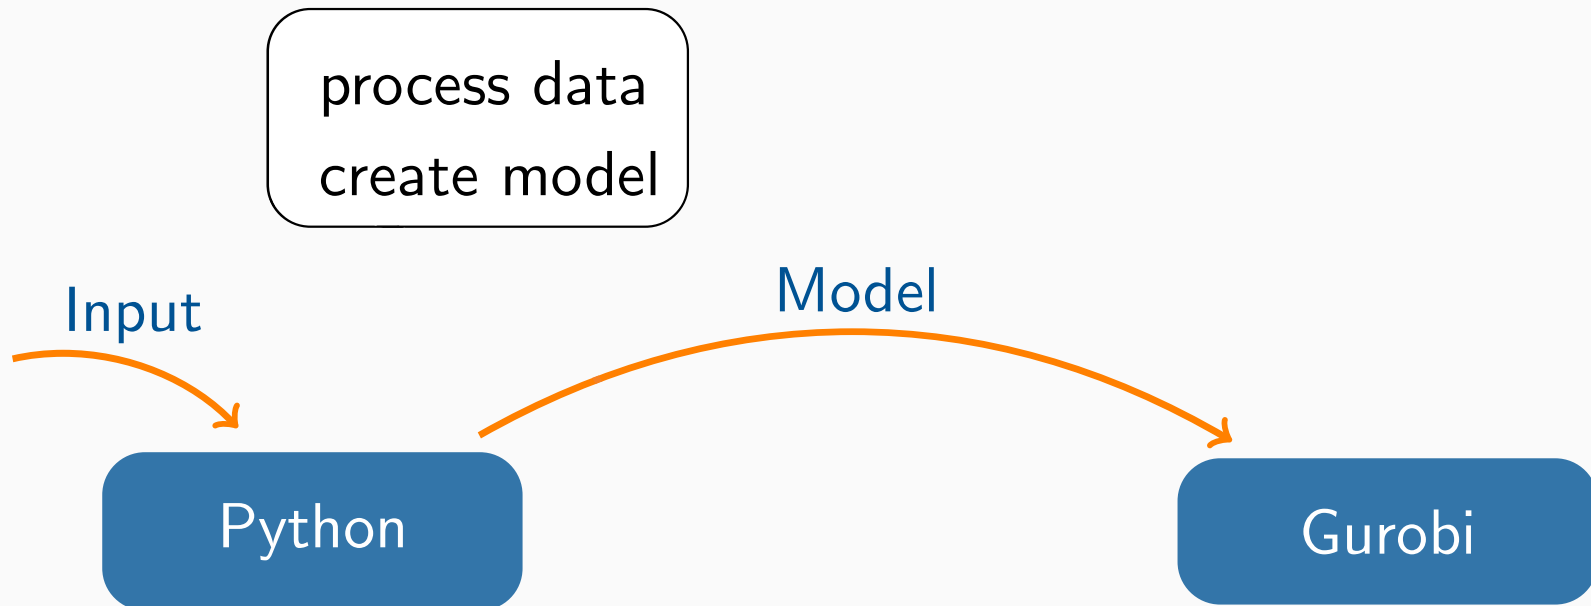 process data
create model
Input
Model
Python
Gurobi